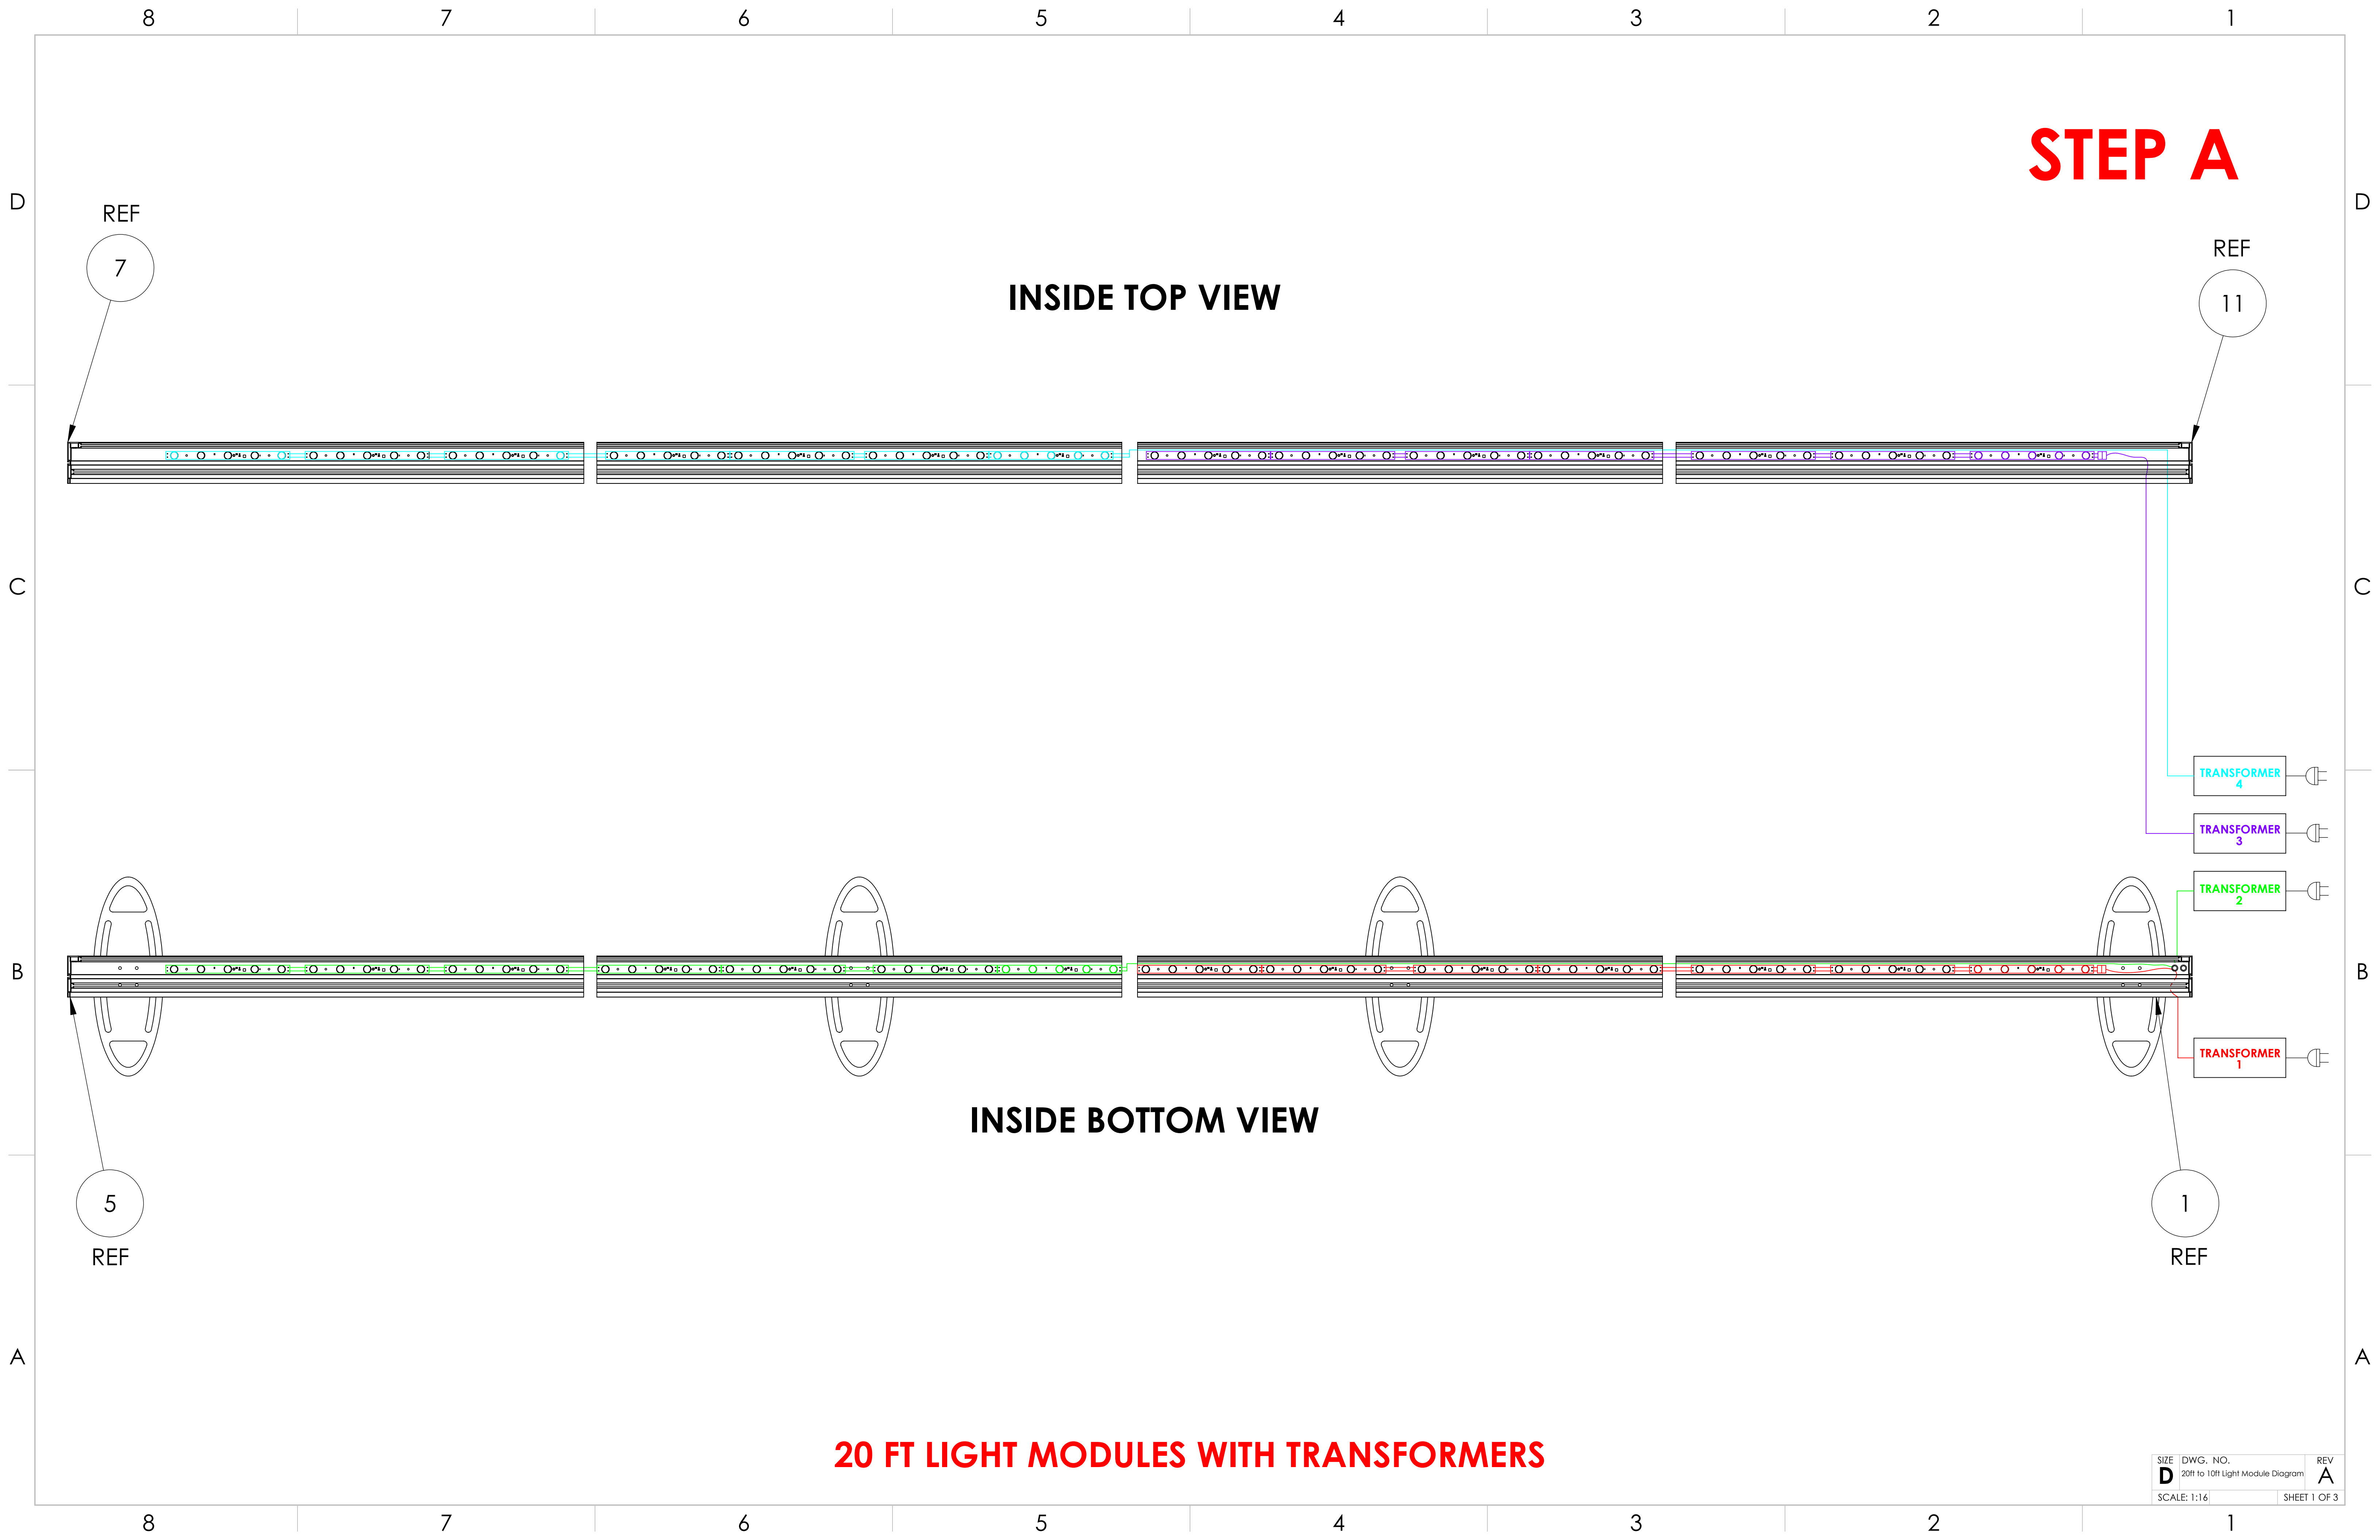 8 7 6 5 4 3 2 1
STEP A
D D
REF
7
REF
11
INSIDE TOP VIEW
C C
TRANSFORMER
4
TRANSFORMER
3
TRANSFORMER
2
B B
TRANSFORMER
1
INSIDE BOTTOM VIEW
5
REF
1
REF
A A
20 FT LIGHT MODULES WITH TRANSFORMERS
SIZE DWG. NO. REV
D 20ft to 10ft Light Module Diagram A
SCALE: 1:16 SHEET 1 OF 3
8 7 6 5 4 3 2 1